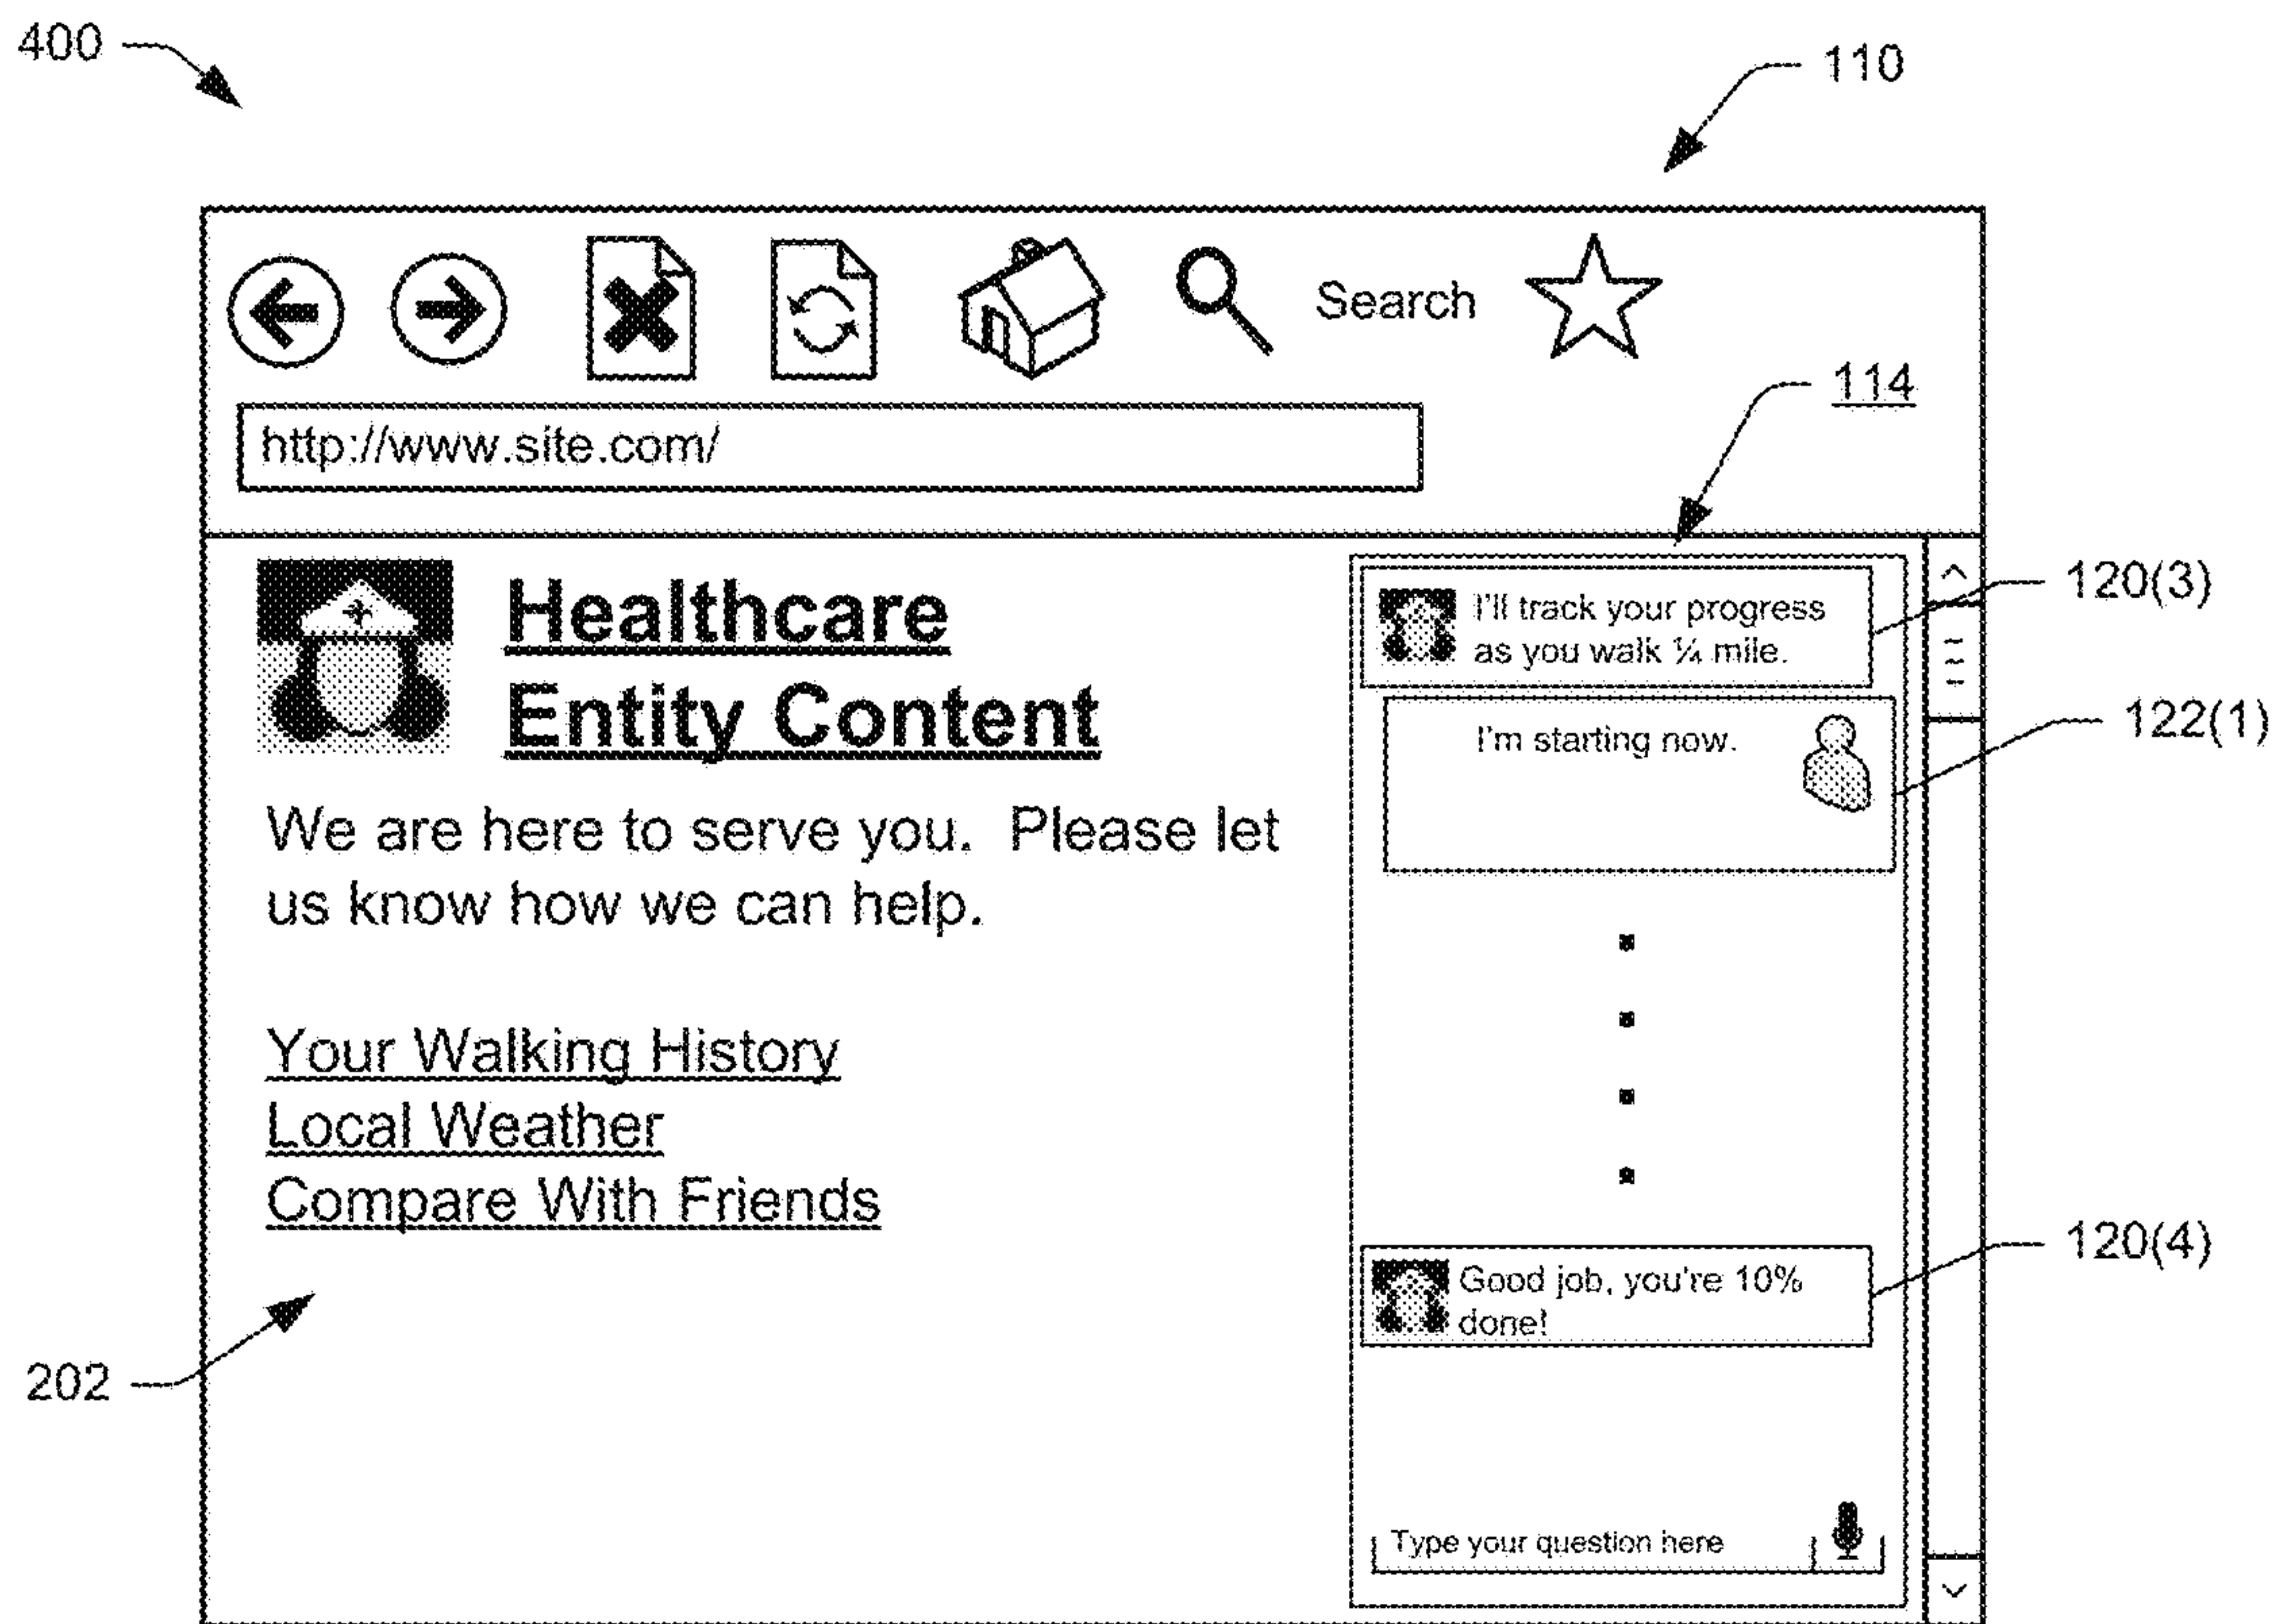 400
110
Search
114
http://www.site.com/
Healthcare
Entity Content
We are here to serve you. Please let
us know how we can help.
Your Walking History
Local Weather
Compare With Friends
202
I'll track your progress
as you walk ¼ mile.
120(3)
I'm starting now.
122(1)
Good job, you're 10%
done!
120(4)
Type your question here